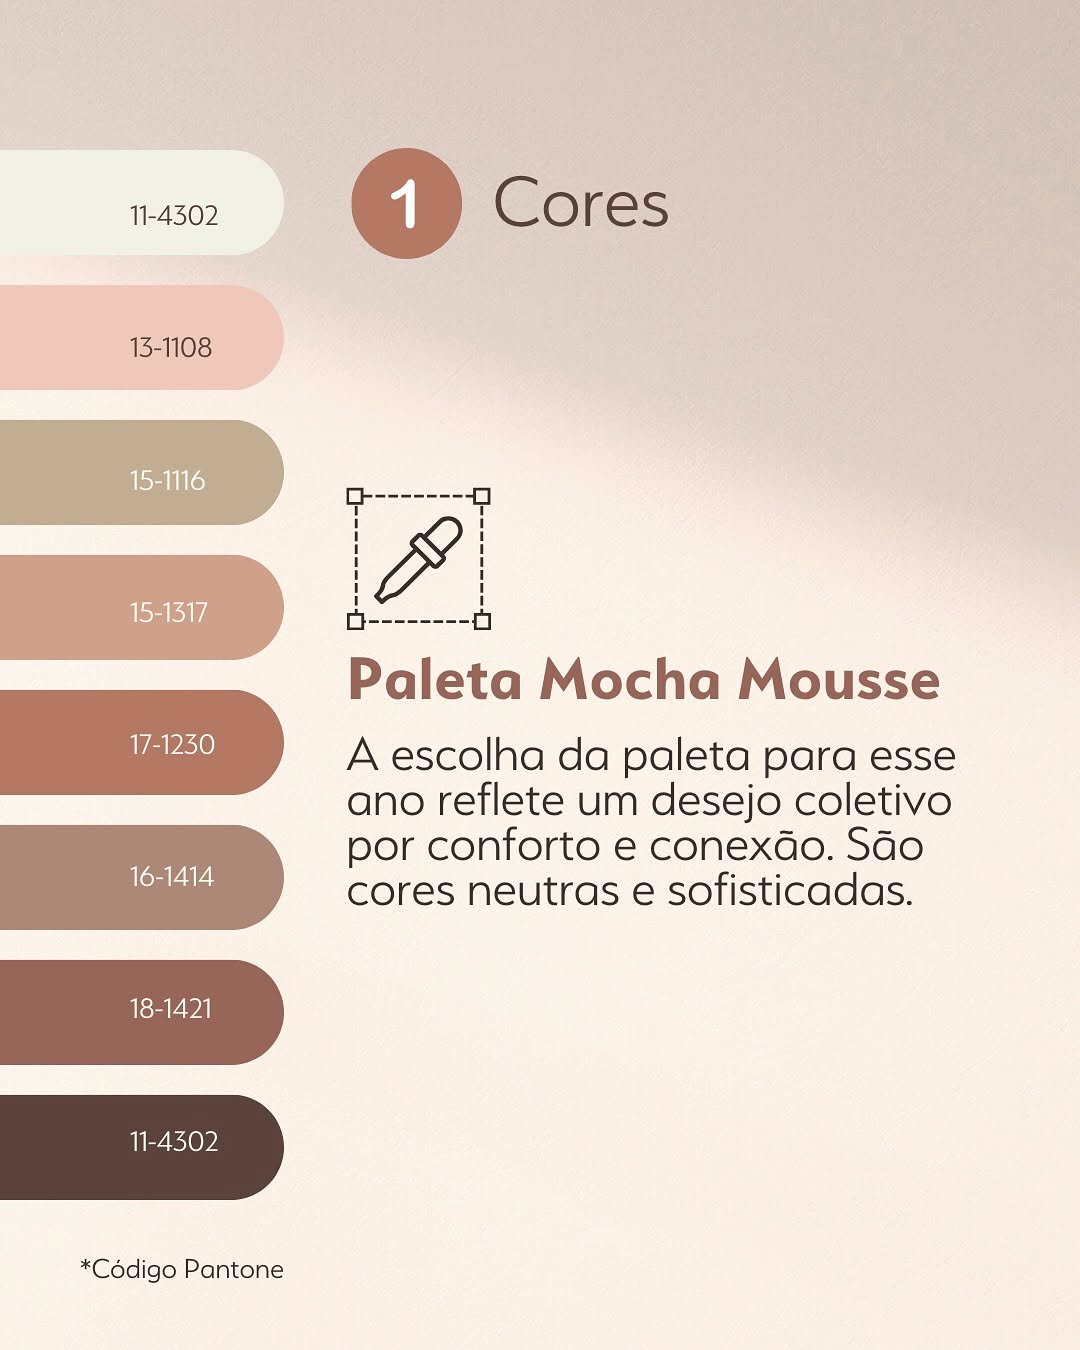 1 Cores
11-4302
13-1108
15-1116
15-1317
17-1230
16-1414
18-1421
11-4302
*Código Pantone
Paleta Mocha Mousse
A escolha da paleta para esse
ano reflete um desejo coletivo
por conforto e conexão. São
cores neutras e sofisticadas.